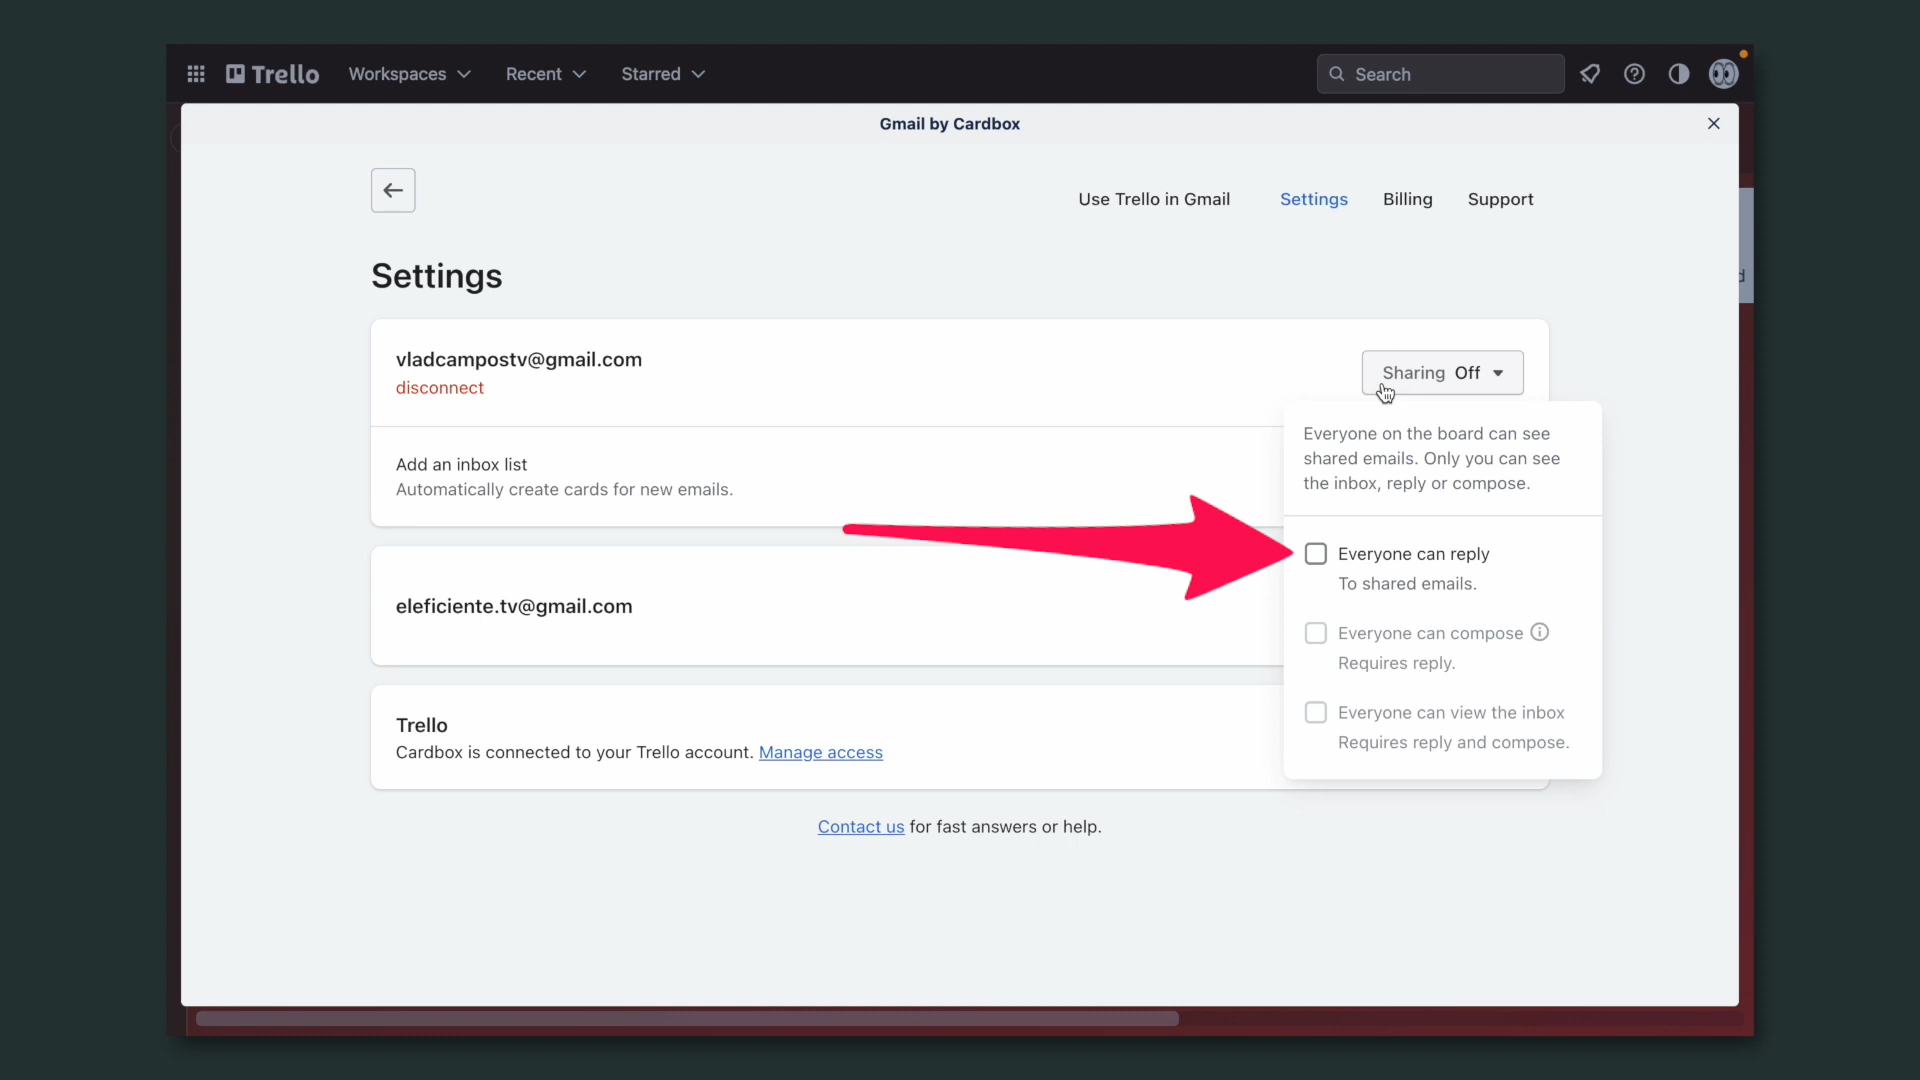 Trello
Workspaces
Recent
Starred
Search
Gmail by Cardbox
Use Trello in Gmail
Settings
Billing
Support
Settings
vladcampostv@gmail.com
disconnect
Sharing Off
Everyone on the board can see
shared emails. Only you can see
the inbox, reply or compose.
Add an inbox list
Automatically create cards for new emails.
Everyone can reply
To shared emails.
eleficiente.tv@gmail.com
Everyone can compose
Requires reply.
Everyone can view the inbox
Requires reply and compose.
Trello
Cardbox is connected to your Trello account. Manage access
Contact us for fast answers or help.